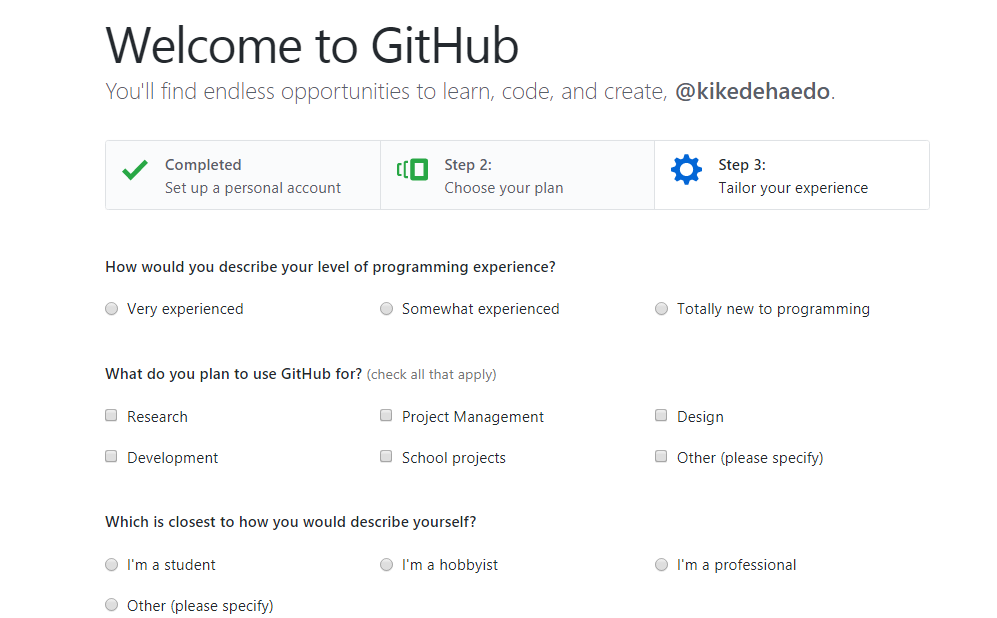 Welcome to GitHub
You'll find endless opportunities to learn, code, and create, @kikedehaedo.
Completed
Set up a personal account
Step 2:
Choose your plan
Step 3:
Tailor your experience
How would you describe your level of programming experience?
Very experienced
Somewhat experienced
Totally new to programming
What do you plan to use GitHub for? (check all that apply)
Research
Project Management
Design
Development
School projects
Other (please specify)
Which is closest to how you would describe yourself?
I'm a student
I'm a hobbyist
I'm a professional
Other (please specify)